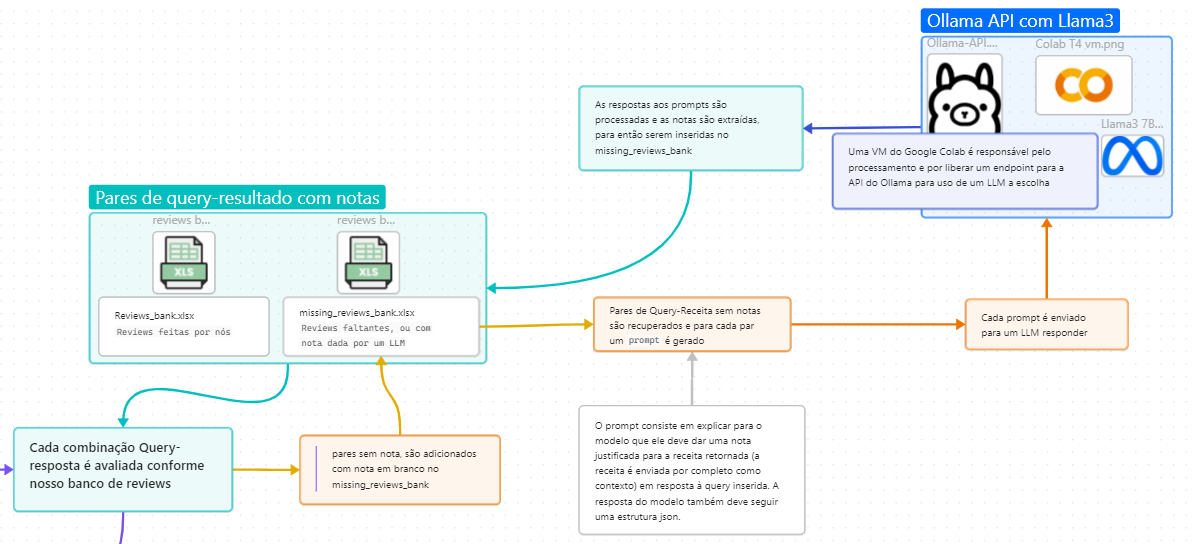 Ollama API com Llama3
Ollama-API....
Colab T4 vm.png
Llama3 7B...
Uma VM do Google Colab é responsável pelo
processamento e por liberar um endpoint para a
API do Ollama para uso de um LLM a escolha
As respostas aos prompts são
processadas e as notas são extraídas,
para então serem inseridas no
missing_reviews_bank
Pares de query-resultado com notas
reviews b...
reviews b...
XLS
XLS
Reviews_bank.xlsx
Reviews feitas por nós
missing_reviews_bank.xlsx
Reviews faltantes, ou com
nota dada por um LLM
Pares de Query-Receita sem notas
são recuperados e para cada par
um prompt é gerado
Cada prompt é enviado
para um LLM responder
O prompt consiste em explicar para o
modelo que ele deve dar uma nota
justificada para a receita retornada (a
receita é enviada por completo como
contexto) em resposta à query inserida. A
resposta do modelo também deve seguir
uma estrutura json.
Cada combinação Query-
resposta é avaliada conforme
nosso banco de reviews
pares sem nota, são adicionados
com nota em branco no
missing_reviews_bank